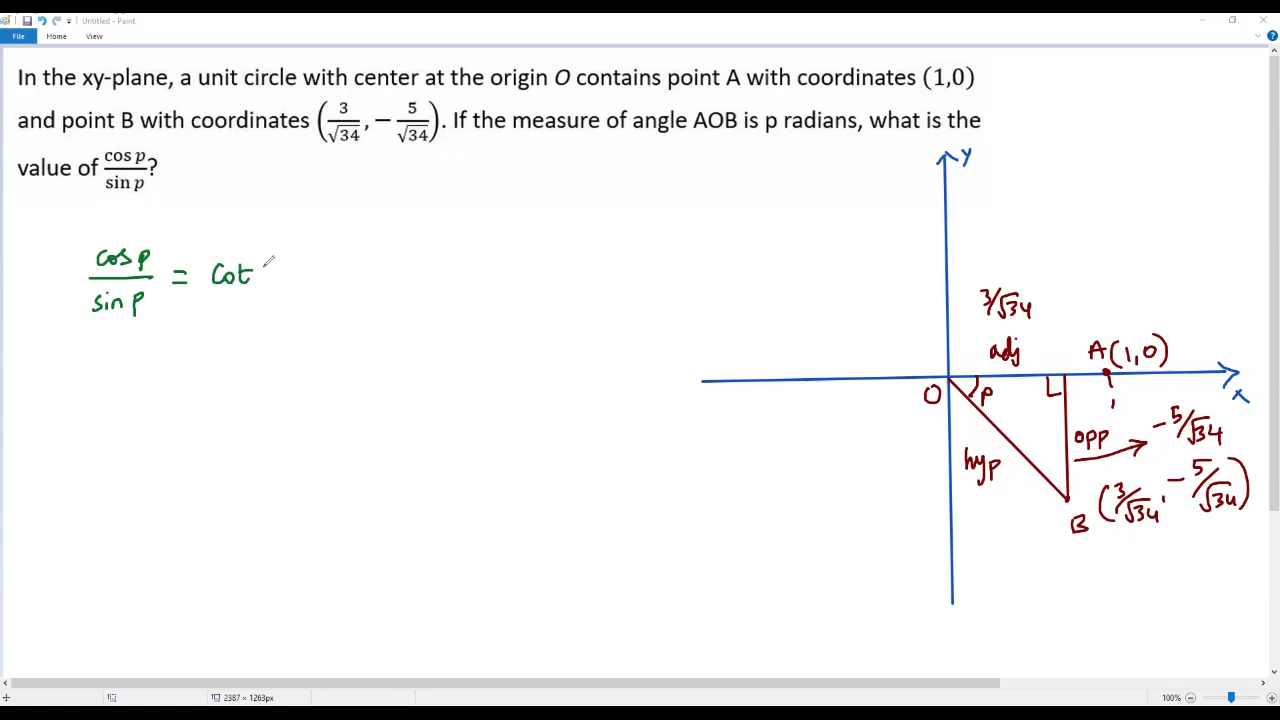 Untitled - Paint
File Home View
In the xy-plane, a unit circle with center at the origin O contains point A with coordinates (1,0)
and point B with coordinates (3/√34, −5/√34). If the measure of angle AOB is p radians, what is the
value of cos p/sin p?
y
cos p/sin p = cot
3/√34
adj
A(1,0)
O
p
x
opp
-5/√34
hyp
B (3/√34, -5/√34)
2387 × 1263px
100%